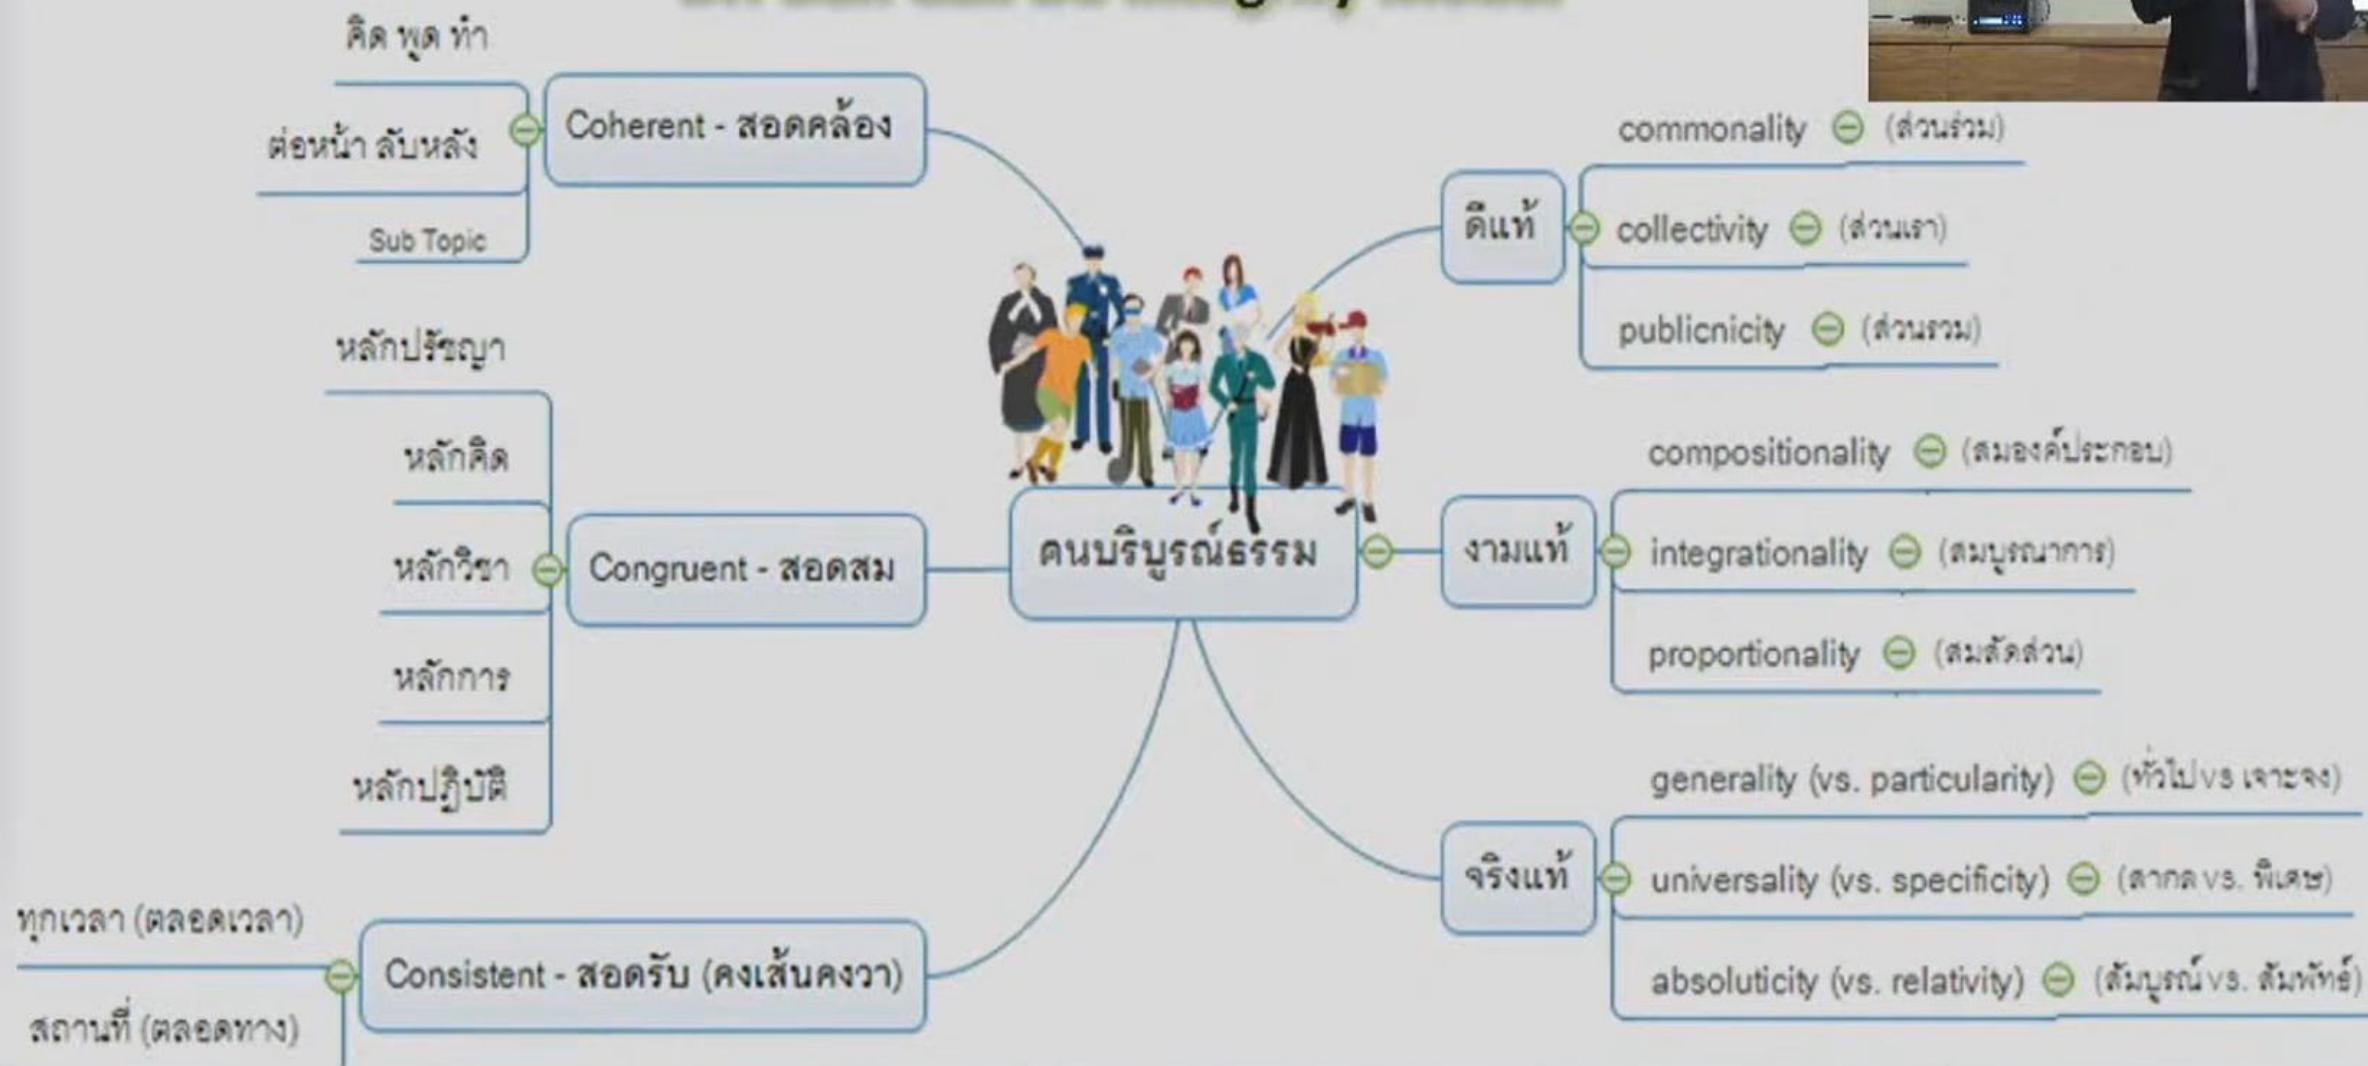 คิด พูด ทำ
ต่อหน้า ลับหลัง
Sub Topic
Coherent - สอดคล้อง
หลักปรัชญา
หลักคิด
หลักวิชา
หลักการ
หลักปฏิบัติ
Congruent - สอดสม
ทุกเวลา (ตลอดเวลา)
สถานที่ (ตลอดทาง)
Consistent - สอดรับ (คงเส้นคงวา)
คนบริบูรณ์ธรรม
ดีแท้
commonality (ส่วนร่วม)
collectivity (ส่วนเรา)
publicnicity (ส่วนรวม)
งามแท้
compositionality (สมองค์ประกอบ)
integrationality (สมบูรณาการ)
proportionality (สมสัดส่วน)
จริงแท้
generality (vs. particularity) (ทั่วไป vs เจาะจง)
universality (vs. specificity) (สากล vs. พิเศษ)
absoluticity (vs. relativity) (สัมบูรณ์ vs. สัมพัทธ์)